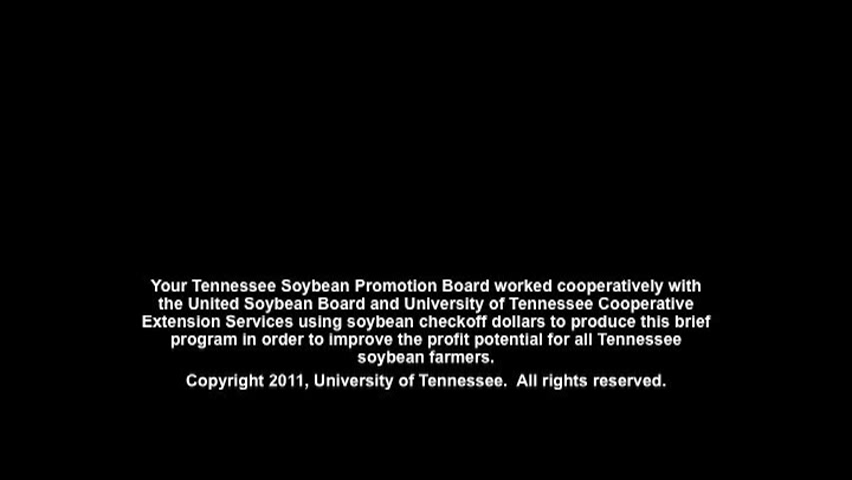 Your Tennessee Soybean Promotion Board worked cooperatively with
the United Soybean Board and University of Tennessee Cooperative
Extension Services using soybean checkoff dollars to produce this brief
program in order to improve the profit potential for all Tennessee
soybean farmers.
Copyright 2011, University of Tennessee.  All rights reserved.